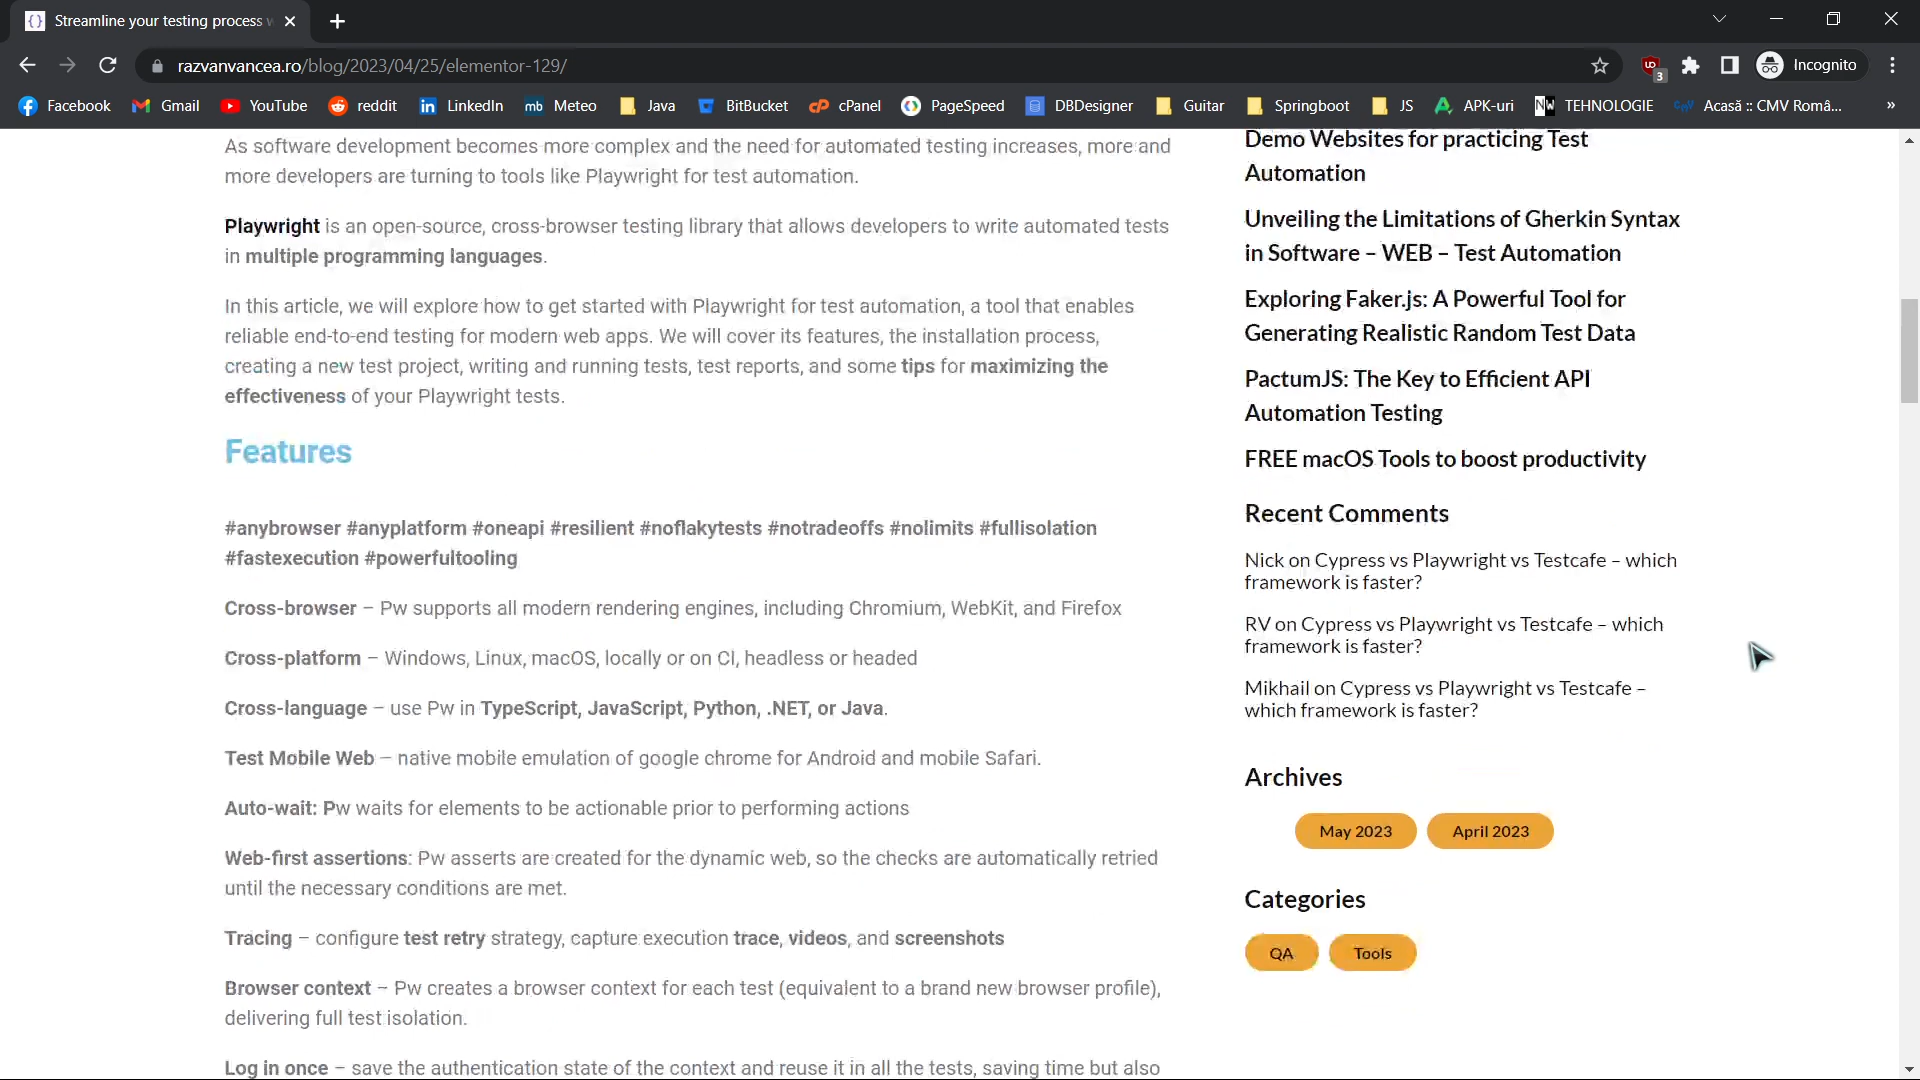 Streamline your testing process w
razvanvancea.ro/blog/2023/04/25/elementor-129/
3
Incognito
Facebook
Gmail
YouTube
reddit
LinkedIn
mb Meteo
Java
BitBucket
cPanel
PageSpeed
DBDesigner
Guitar
Springboot
JS
APK-uri
NW TEHNOLOGIE
Acasă :: CMV Româ...
»
As software development becomes more complex and the need for automated testing increases, more and
more developers are turning to tools like Playwright for test automation.
Playwright is an open-source, cross-browser testing library that allows developers to write automated tests
in multiple programming languages.
In this article, we will explore how to get started with Playwright for test automation, a tool that enables
reliable end-to-end testing for modern web apps. We will cover its features, the installation process,
creating a new test project, writing and running tests, test reports, and some tips for maximizing the
effectiveness of your Playwright tests.
Features
#anybrowser #anyplatform #oneapi #resilient #noflakytests #notradeoffs #nolimits #fullisolation
#fastexecution #powerfultooling
Cross-browser – Pw supports all modern rendering engines, including Chromium, WebKit, and Firefox
Cross-platform – Windows, Linux, macOS, locally or on CI, headless or headed
Cross-language – use Pw in TypeScript, JavaScript, Python, .NET, or Java.
Test Mobile Web – native mobile emulation of google chrome for Android and mobile Safari.
Auto-wait: Pw waits for elements to be actionable prior to performing actions
Web-first assertions: Pw asserts are created for the dynamic web, so the checks are automatically retried
until the necessary conditions are met.
Tracing – configure test retry strategy, capture execution trace, videos, and screenshots
Browser context – Pw creates a browser context for each test (equivalent to a brand new browser profile),
delivering full test isolation.
Log in once – save the authentication state of the context and reuse it in all the tests, saving time but also
Demo Websites for practicing Test
Automation
Unveiling the Limitations of Gherkin Syntax
in Software – WEB – Test Automation
Exploring Faker.js: A Powerful Tool for
Generating Realistic Random Test Data
PactumJS: The Key to Efficient API
Automation Testing
FREE macOS Tools to boost productivity
Recent Comments
Nick on Cypress vs Playwright vs Testcafe – which
framework is faster?
RV on Cypress vs Playwright vs Testcafe – which
framework is faster?
Mikhail on Cypress vs Playwright vs Testcafe –
which framework is faster?
Archives
May 2023
April 2023
Categories
QA
Tools